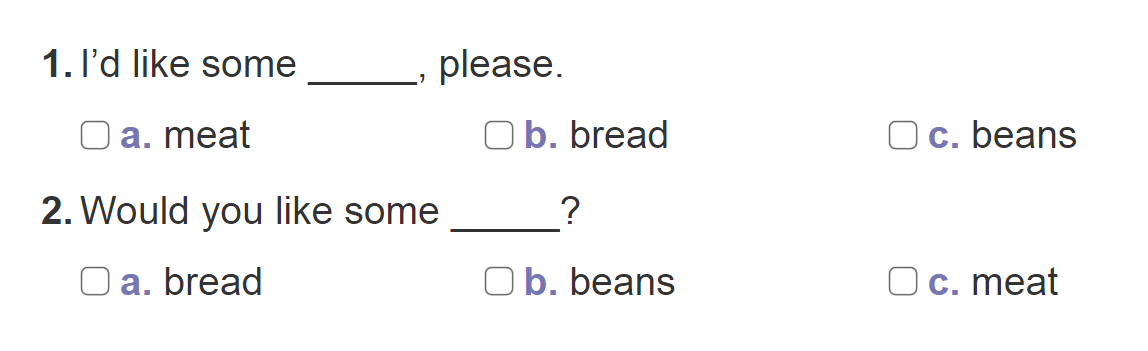 1. I’d like some _____, please.
a. meat b. bread c. beans
2. Would you like some _____?
a. bread b. beans c. meat